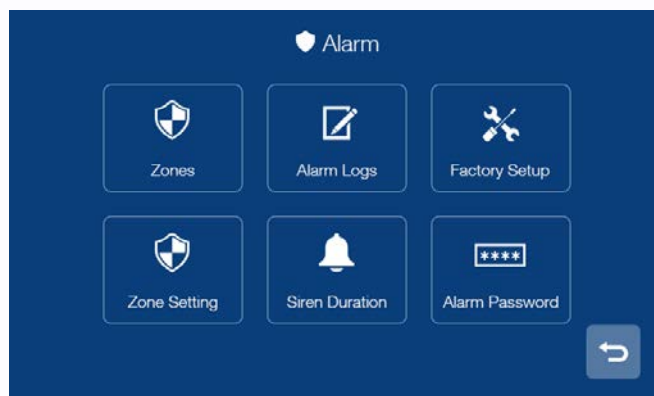 Alarm
Zones
Alarm Logs
Factory Setup
Zone Setting
Siren Duration
****
Alarm Password